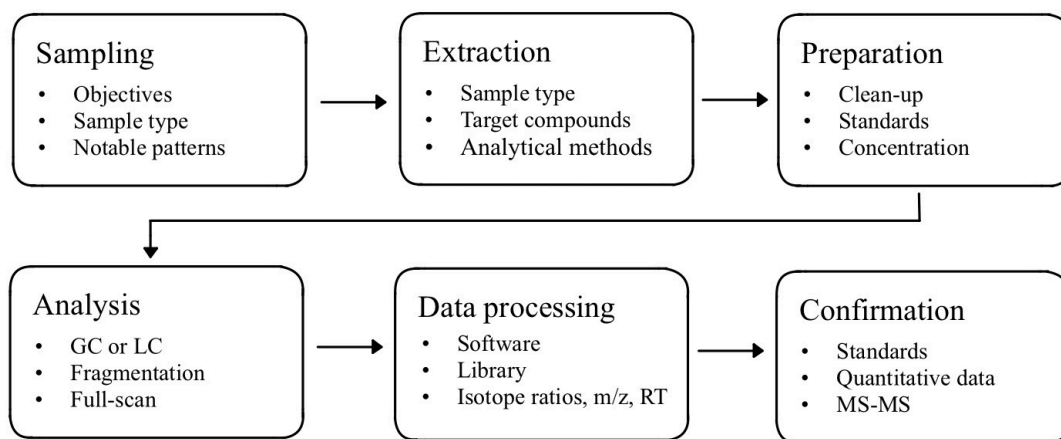 Sampling
• Objectives
• Sample type
• Notable patterns
Extraction
• Sample type
• Target compounds
• Analytical methods
Preparation
• Clean-up
• Standards
• Concentration
Analysis
• GC or LC
• Fragmentation
• Full-scan
Data processing
• Software
• Library
• Isotope ratios, m/z, RT
Confirmation
• Standards
• Quantitative data
• MS-MS